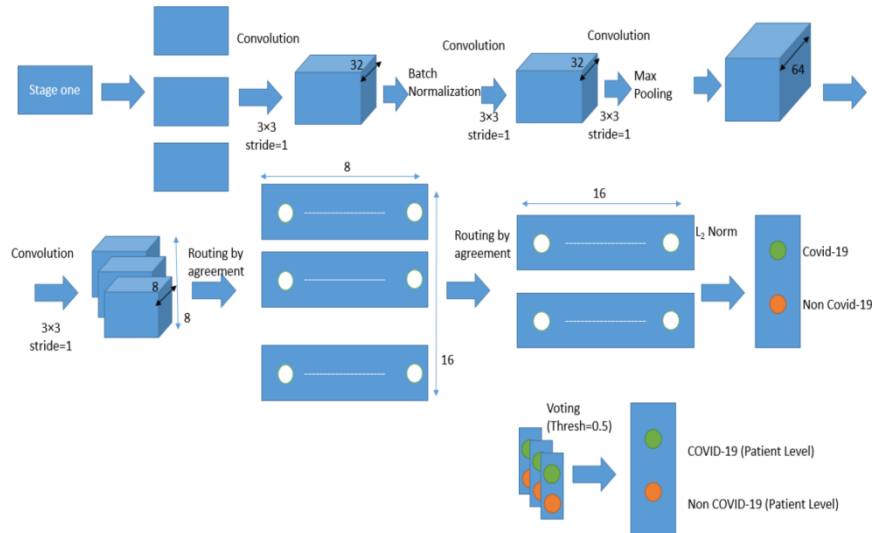 Stage one
Convolution
3×3
stride=1
32
Batch
Normalization
Convolution
3×3
stride=1
32
Convolution
3×3
stride=1
Max
Pooling
64
Convolution
3×3
stride=1
8
8
Routing by
agreement
8
16
Routing by
agreement
16
L₂ Norm
Covid-19
Non Covid-19
Voting
(Thresh=0.5)
COVID-19 (Patient Level)
Non COVID-19 (Patient Level)